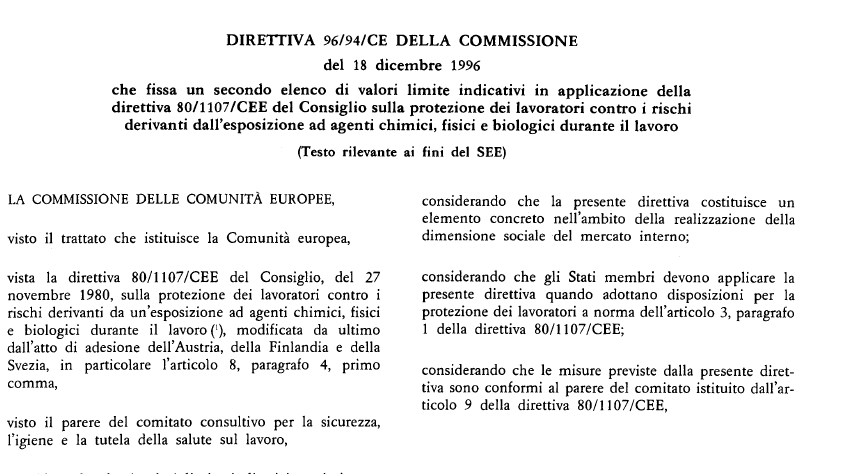 DIRETTIVA 96/94/CE DELLA COMMISSIONE
del 18 dicembre 1996
che fissa un secondo elenco di valori limite indicativi in applicazione della
direttiva 80/1107/CEE del Consiglio sulla protezione dei lavoratori contro i rischi
derivanti dall'esposizione ad agenti chimici, fisici e biologici durante il lavoro
(Testo rilevante ai fini del SEE)
LA COMMISSIONE DELLE COMUNITÀ EUROPEE,
visto il trattato che istituisce la Comunità europea,
vista la direttiva 80/1107/CEE del Consiglio, del 27
novembre 1980, sulla protezione dei lavoratori contro i
rischi derivanti da un'esposizione ad agenti chimici, fisici
e biologici durante il lavoro (¹), modificata da ultimo
dall'atto di adesione dell'Austria, della Finlandia e della
Svezia, in particolare l'articolo 8, paragrafo 4, primo
comma,
visto il parere del comitato consultivo per la sicurezza,
l'igiene e la tutela della salute sul lavoro,
considerando che la presente direttiva costituisce un
elemento concreto nell'ambito della realizzazione della
dimensione sociale del mercato interno;
considerando che gli Stati membri devono applicare la
presente direttiva quando adottano disposizioni per la
protezione dei lavoratori a norma dell'articolo 3, paragrafo
1 della direttiva 80/1107/CEE;
considerando che le misure previste dalla presente diret-
tiva sono conformi al parere del comitato istituito dall'ar-
ticolo 9 della direttiva 80/1107/CEE,